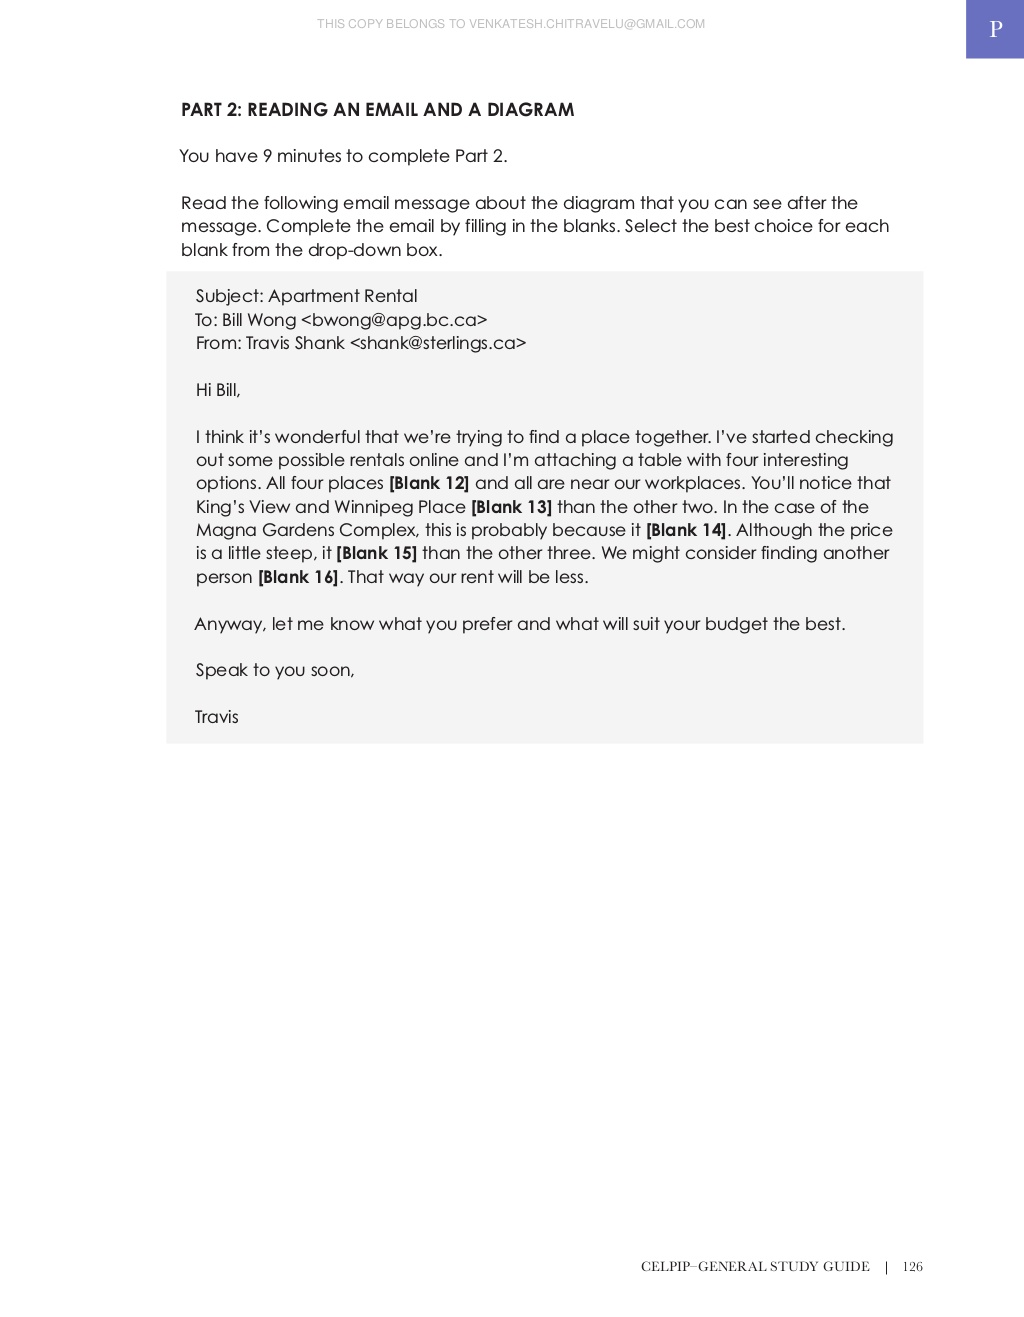 THIS COPY BELONGS TO VENKATESH.CHITRAVELU@GMAIL.COM
P
PART 2: READING AN EMAIL AND A DIAGRAM
You have 9 minutes to complete Part 2.
Read the following email message about the diagram that you can see after the
message. Complete the email by filling in the blanks. Select the best choice for each
blank from the drop-down box.
Subject: Apartment Rental
To: Bill Wong <bwong@apg.bc.ca>
From: Travis Shank <shank@sterlings.ca>
Hi Bill,
I think it's wonderful that we're trying to find a place together. I've started checking
out some possible rentals online and I'm attaching a table with four interesting
options. All four places [Blank 12] and all are near our workplaces. You'll notice that
King's View and Winnipeg Place [Blank 13] than the other two. In the case of the
Magna Gardens Complex, this is probably because it [Blank 14]. Although the price
is a little steep, it [Blank 15] than the other three. We might consider finding another
person [Blank 16]. That way our rent will be less.
Anyway, let me know what you prefer and what will suit your budget the best.
Speak to you soon,
Travis
CELPIP–GENERAL STUDY GUIDE | 126